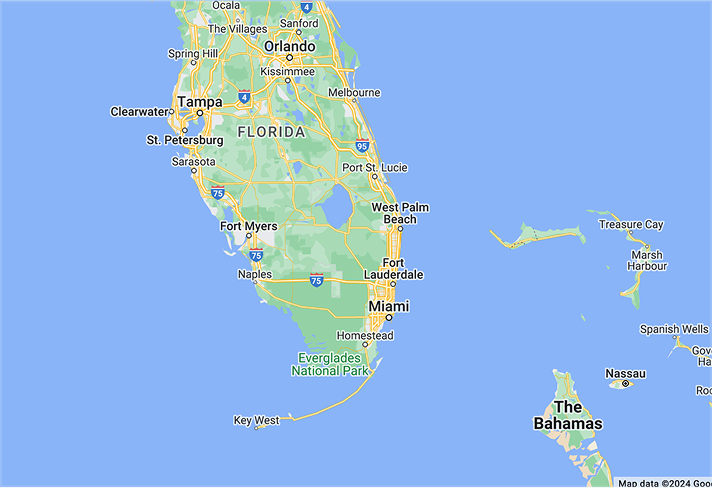 Ocala
4
Sanford
The Villages
Orlando
Spring Hill
Kissimmee
Melbourne
4
Tampa
Clearwater
FLORIDA
St. Petersburg
95
Sarasota
Port St. Lucie
75
West Palm
Beach
Fort Myers
Treasure Cay
75
Marsh
Harbour
Fort
Lauderdale
Naples
75
Miami
Homestead
Spanish Wells
Everglades
National Park
Gov
Ha
Nassau
Roc
The
Bahamas
Key West
Map data ©2024 Goo